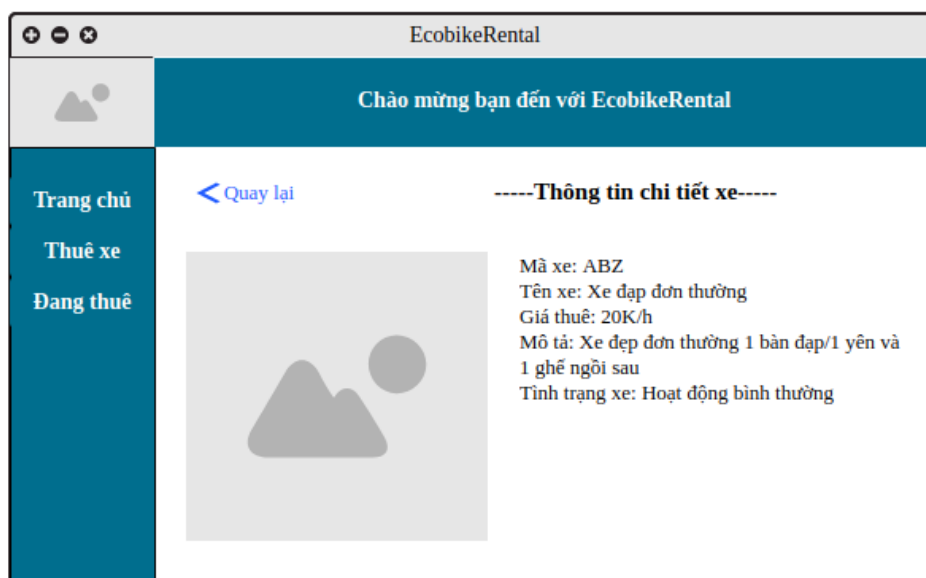 EcobikeRental
Chào mừng bạn đến với EcobikeRental
Trang chủ
Thuê xe
Đang thuê
Quay lại
-----Thông tin chi tiết xe-----
Mã xe: ABZ
Tên xe: Xe đạp đơn thường
Giá thuê: 20K/h
Mô tả: Xe đẹp đơn thường 1 bàn đạp/1 yên và
1 ghế ngồi sau
Tình trạng xe: Hoạt động bình thường